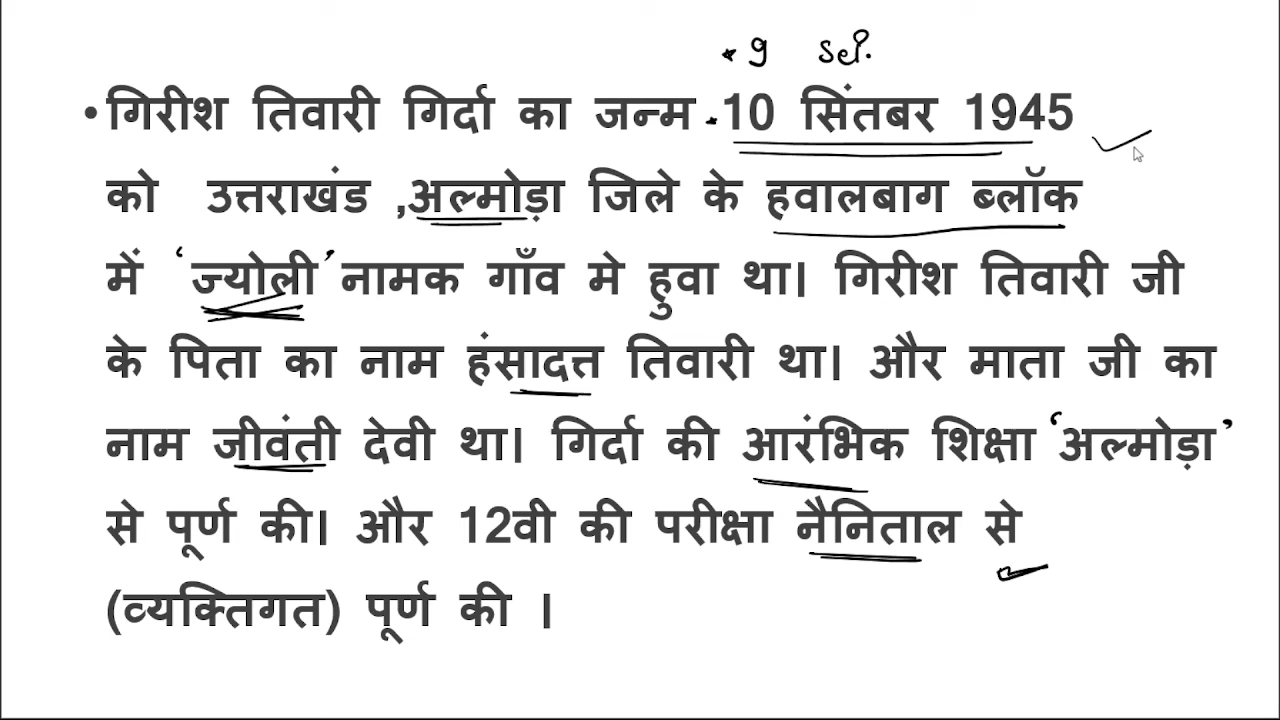 * 9 Sep.
• गिरीश तिवारी गिर्दा का जन्म 10 सिंतबर 1945
को उत्तराखंड ,अल्मोड़ा जिले के हवालबाग ब्लॉक
में ‘ज्योली’ नामक गाँव मे हुवा था। गिरीश तिवारी जी
के पिता का नाम हंसादत्त तिवारी था। और माता जी का
नाम जीवंती देवी था। गिर्दा की आरंभिक शिक्षा ‘अल्मोड़ा’
से पूर्ण की। और 12वी की परीक्षा नैनिताल से
(व्यक्तिगत) पूर्ण की ।